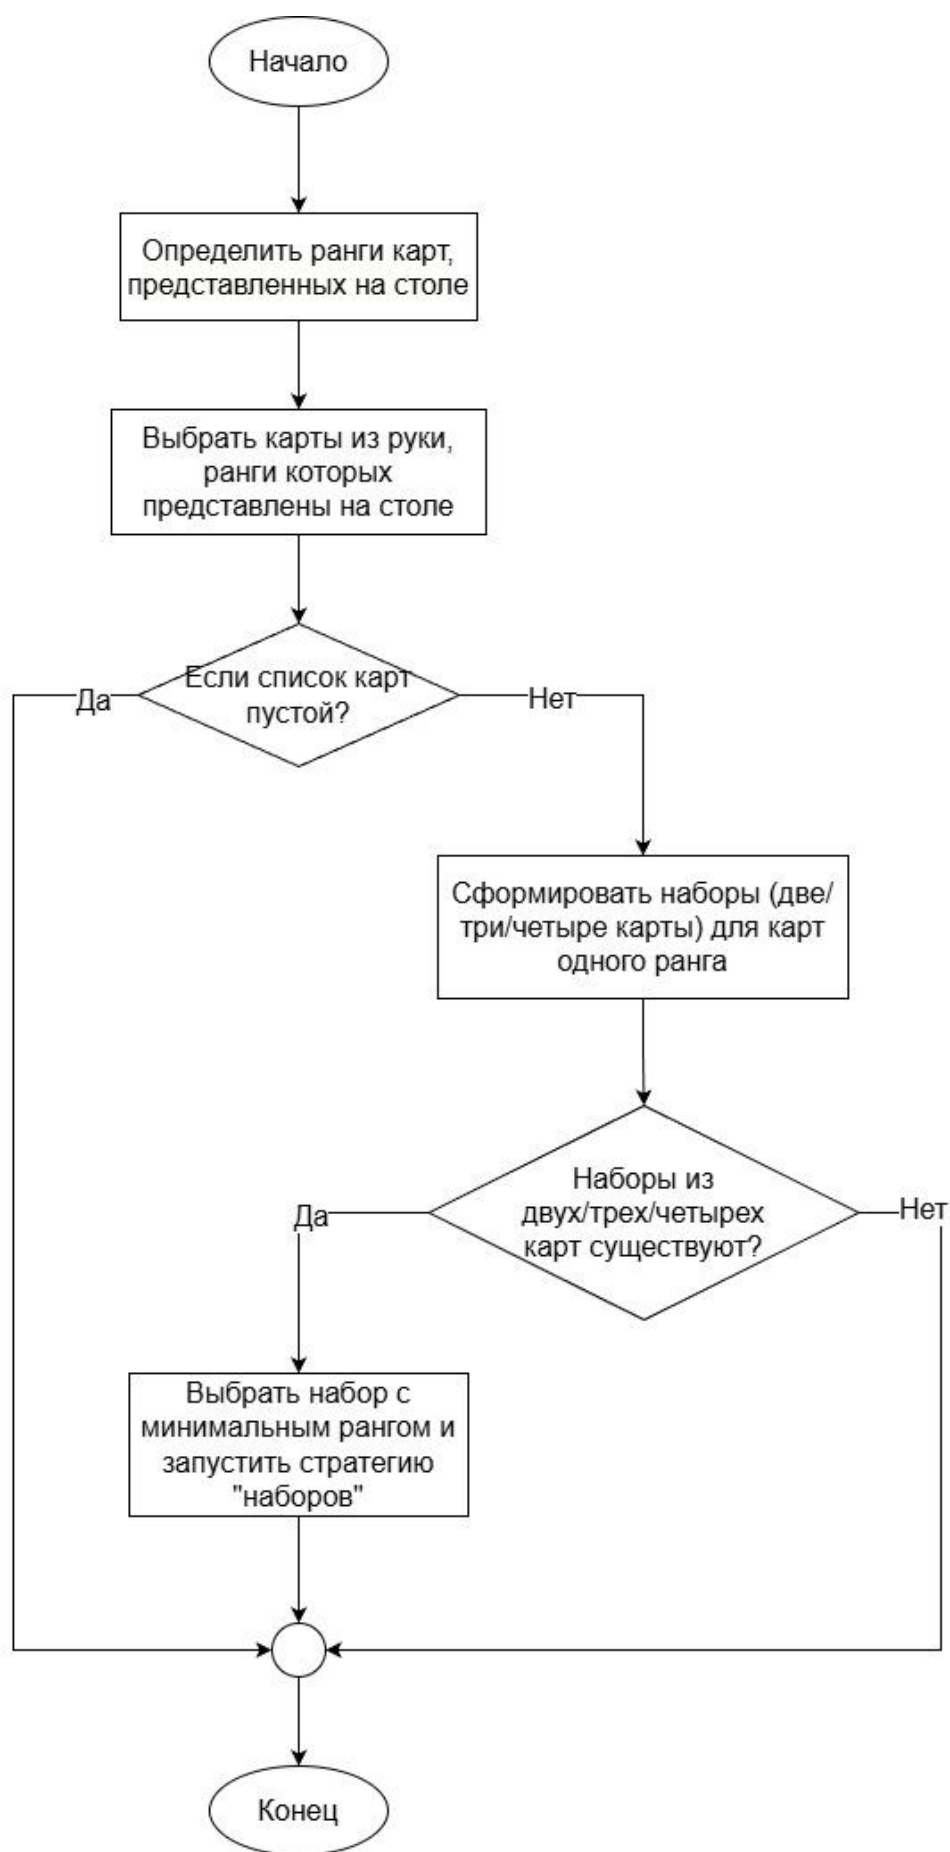 Начало
Определить ранги карт,
представленных на столе
Выбрать карты из руки,
ранги которых
представлены на столе
Если список карт
пустой?
Да
Нет
Сформировать наборы (две/
три/четыре карты) для карт
одного ранга
Наборы из
двух/трех/четырех
карт существуют?
Да
Нет
Выбрать набор с
минимальным рангом и
запустить стратегию
"наборов"
Конец